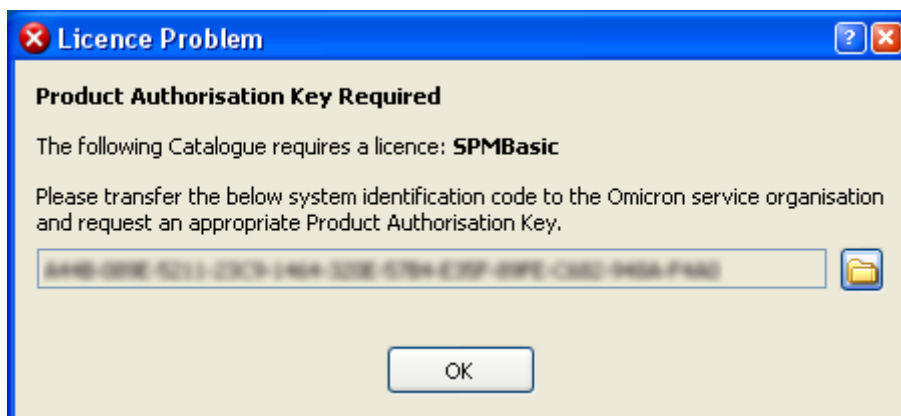 Licence Problem
Product Authorisation Key Required
The following Catalogue requires a licence: SPMBasic
Please transfer the below system identification code to the Omicron service organisation
and request an appropriate Product Authorisation Key.
OK